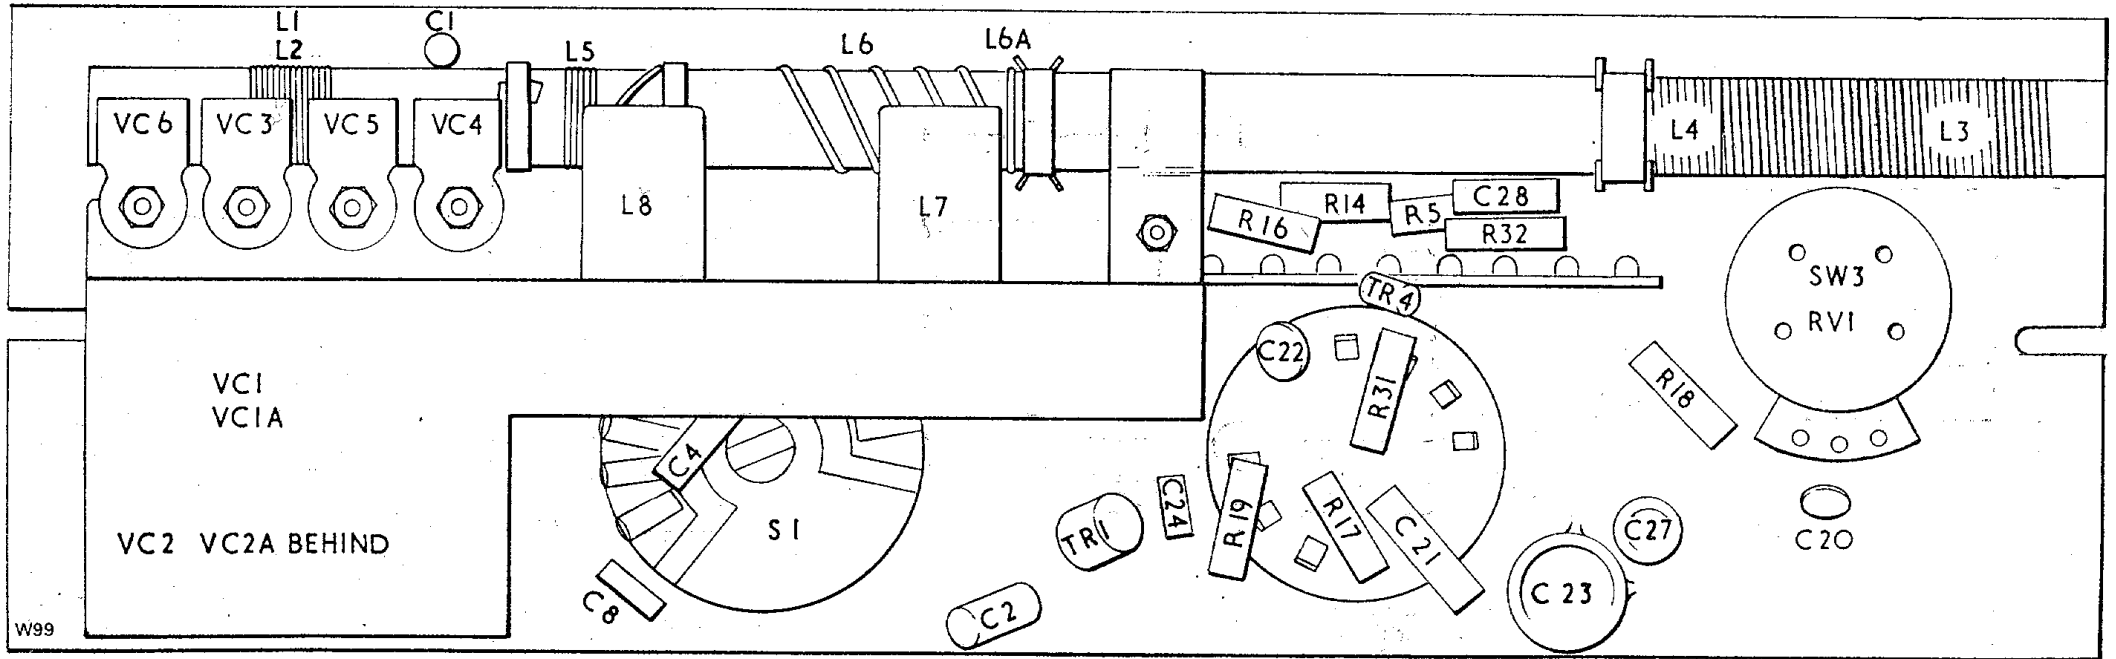 L1
L2
C1
L5
L6
L6A
VC6
VC3
VC5
VC4
L4
L3
L8
L7
R16
R14
R5
C28
R32
TR4
SW3
RV1
C22
R31
R18
VC1
VC1A
C4
VC2 VC2A BEHIND
S1
TR1
C24
R19
R17
C21
C27
C20
C8
C2
C23
W99